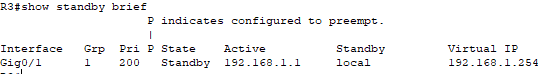 R3#show standby brief
P indicates configured to preempt.
|
Interface Grp Pri P State Active Standby Virtual IP
Gig0/1 1 200 Standby 192.168.1.1 local 192.168.1.254